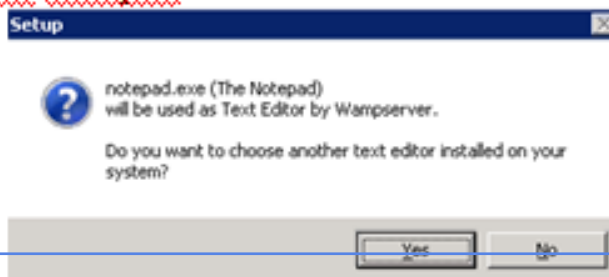 Setup
notepad.exe (The Notepad)
will be used as Text Editor by Wampserver.
Do you want to choose another text editor installed on your
system?
Yes
No